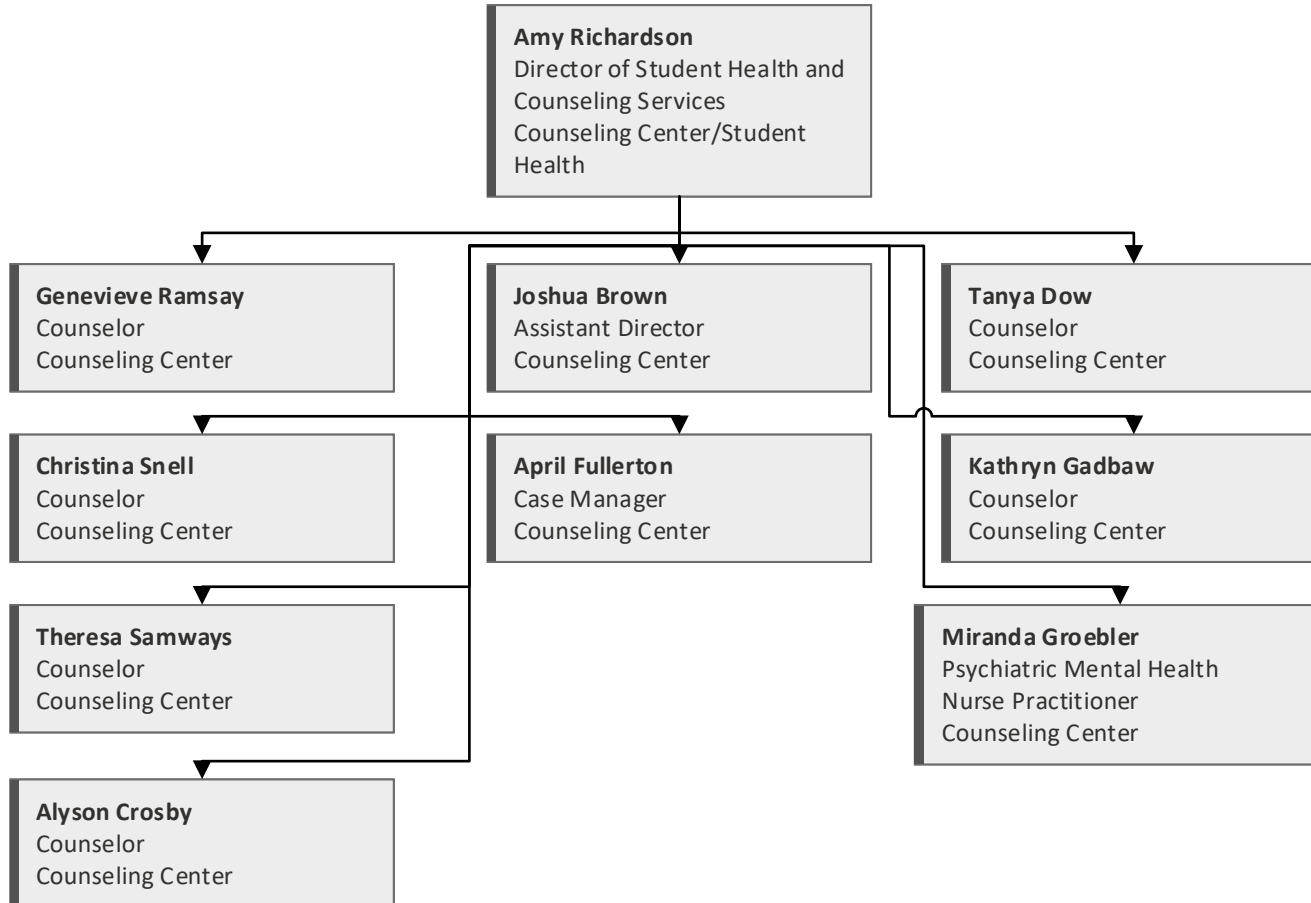 Amy Richardson
Director of Student Health and
Counseling Services
Counseling Center/Student
Health
Genevieve Ramsay
Counselor
Counseling Center
Joshua Brown
Assistant Director
Counseling Center
Tanya Dow
Counselor
Counseling Center
Christina Snell
Counselor
Counseling Center
April Fullerton
Case Manager
Counseling Center
Kathryn Gadbaw
Counselor
Counseling Center
Theresa Samways
Counselor
Counseling Center
Miranda Groebler
Psychiatric Mental Health
Nurse Practitioner
Counseling Center
Alyson Crosby
Counselor
Counseling Center